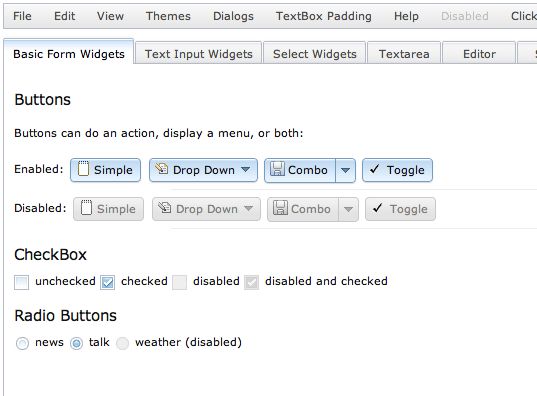 File Edit View Themes Dialogs TextBox Padding Help Disabled Click
Basic Form Widgets Text Input Widgets Select Widgets Textarea Editor
Buttons
Buttons can do an action, display a menu, or both:
Enabled: Simple Drop Down Combo Toggle
Disabled: Simple Drop Down Combo Toggle
CheckBox
unchecked checked disabled disabled and checked
Radio Buttons
news talk weather (disabled)